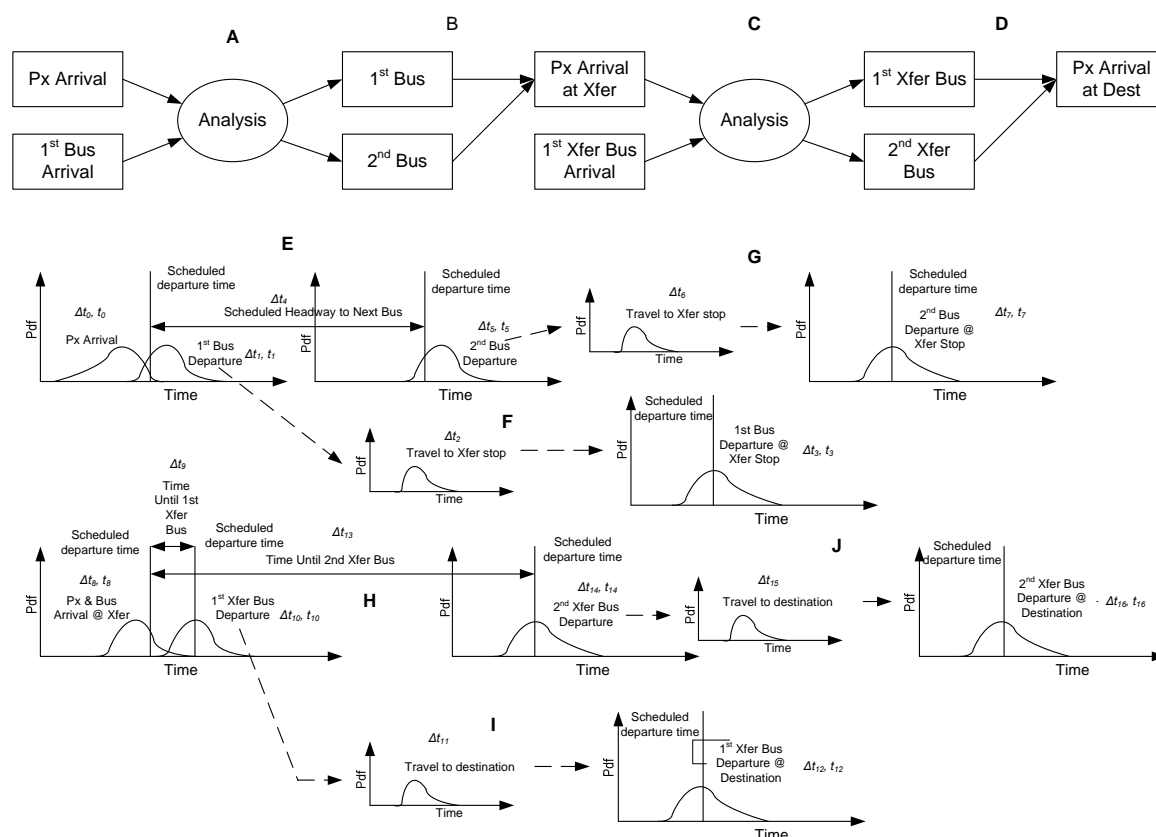 A
B
C
D
Px Arrival
1st Bus
Arrival
Analysis
1st Bus
2nd Bus
Px Arrival
at Xfer
1st Xfer Bus
Arrival
Analysis
1st Xfer Bus
2nd Xfer
Bus
Px Arrival
at Dest
E
Pdf
Δt0, t0
Px Arrival
Scheduled
departure time
Δt4
Scheduled Headway to Next Bus
1st Bus
Departure
Δt1, t1
Time
Pdf
Scheduled
departure time
Δt5, t5
2nd Bus
Departure
Time
G
Δt6
Travel to Xfer stop
Pdf
Time
Scheduled
departure time
2nd Bus
Departure @
Xfer Stop
Δt7, t7
Pdf
Time
F
Δt2
Travel to Xfer stop
Pdf
Time
Scheduled
departure time
1st Bus
Departure @
Xfer Stop
Δt3, t3
Pdf
Time
Δt9
Time
Until 1st
Xfer
Bus
Scheduled
departure time
Scheduled
departure time
Δt13
Time Until 2nd Xfer Bus
Δt8, t8
Px & Bus
Arrival @ Xfer
1st Xfer Bus
Departure
Δt10, t10
Pdf
Time
H
Scheduled
departure time
Δt14, t14
2nd Xfer Bus
Departure
Pdf
Time
J
Δt15
Travel to destination
Pdf
Time
Scheduled
departure time
2nd Xfer Bus
Departure @
Destination
Δt16, t16
Pdf
Time
I
Δt11
Travel to destination
Pdf
Time
Scheduled
departure time
1st Xfer Bus
Departure @
Destination
Δt12, t12
Pdf
Time